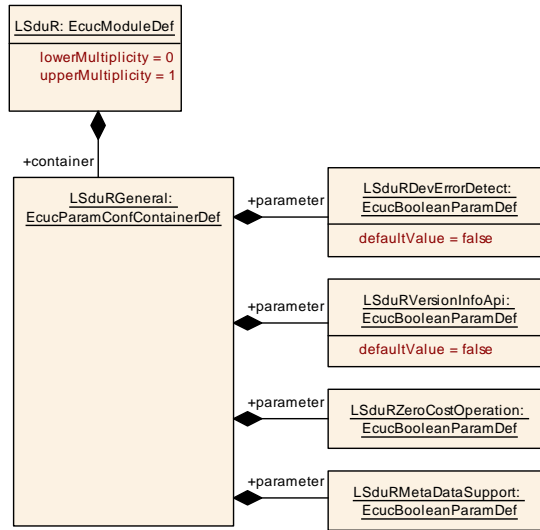 LSduR: EcucModuleDef
lowerMultiplicity = 0
upperMultiplicity = 1
+container
LSduRGeneral:
EcucParamConfContainerDef
+parameter
LSduRDevErrorDetect:
EcucBooleanParamDef
defaultValue = false
+parameter
LSduRVersionInfoApi:
EcucBooleanParamDef
defaultValue = false
+parameter
LSduRZeroCostOperation:
EcucBooleanParamDef
+parameter
LSduRMetaDataSupport:
EcucBooleanParamDef